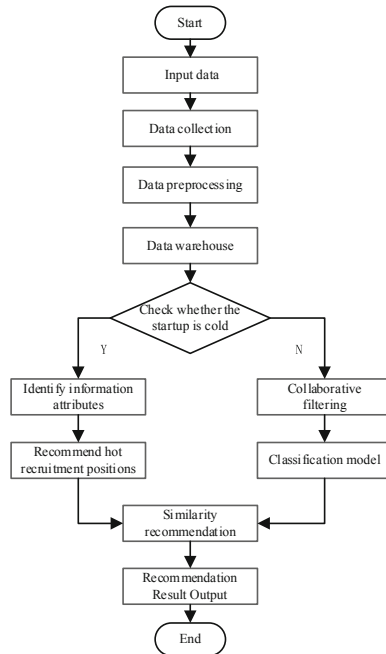 Start
Input data
Data collection
Data preprocessing
Data warehouse
Check whether the
startup is cold
Y
N
Identify information
attributes
Collaborative
filtering
Recommend hot
recruitment positions
Classification model
Similarity
recommendation
Recommendation
Result Output
End